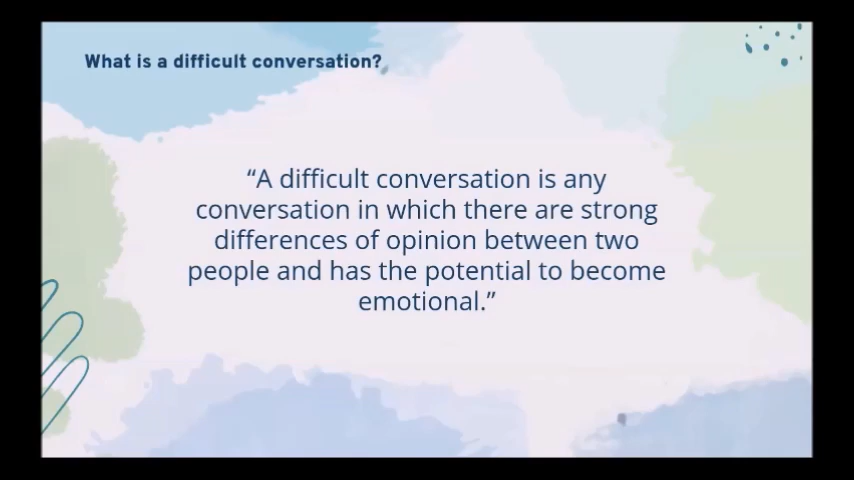 What is a difficult conversation?
“A difficult conversation is any
conversation in which there are strong
differences of opinion between two
people and has the potential to become
emotional.”